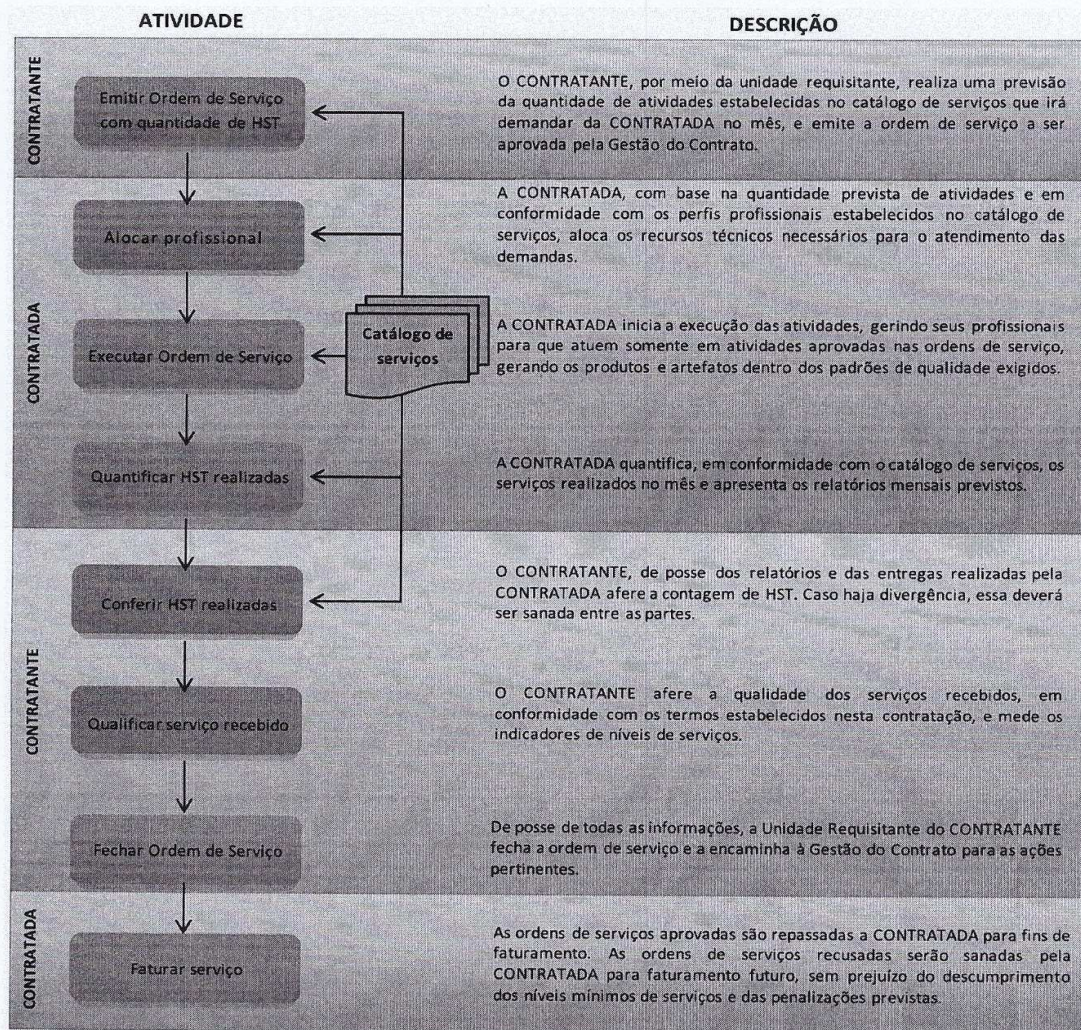 ATIVIDADE
DESCRIÇÃO
CONTRATANTE
Emitir Ordem de Serviço
com quantidade de HST
O CONTRATANTE, por meio da unidade requisitante, realiza uma previsão
da quantidade de atividades estabelecidas no catálogo de serviços que irá
demandar da CONTRATADA no mês, e emite a ordem de serviço a ser
aprovada pela Gestão do Contrato.
CONTRATADA
Alocar profissional
A CONTRATADA, com base na quantidade prevista de atividades e em
conformidade com os perfis profissionais estabelecidos no catálogo de
serviços, aloca os recursos técnicos necessários para o atendimento das
demandas.
Catálogo de
serviços
Executar Ordem de Serviço
A CONTRATADA inicia a execução das atividades, gerindo seus profissionais
para que atuem somente em atividades aprovadas nas ordens de serviço,
gerando os produtos e artefatos dentro dos padrões de qualidade exigidos.
Quantificar HST realizadas
A CONTRATADA quantifica, em conformidade com o catálogo de serviços, os
serviços realizados no mês e apresenta os relatórios mensais previstos.
CONTRATANTE
Conferir HST realizadas
O CONTRATANTE, de posse dos relatórios e das entregas realizadas pela
CONTRATADA afere a contagem de HST. Caso haja divergência, essa deverá
ser sanada entre as partes.
Qualificar serviço recebido
O CONTRATANTE afere a qualidade dos serviços recebidos, em
conformidade com os termos estabelecidos nesta contratação, e mede os
indicadores de níveis de serviços.
Fechar Ordem de Serviço
De posse de todas as informações, a Unidade Requisitante do CONTRATANTE
fecha a ordem de serviço e a encaminha à Gestão do Contrato para as ações
pertinentes.
CONTRATADA
Faturar serviço
As ordens de serviços aprovadas são repassadas a CONTRATADA para fins de
faturamento. As ordens de serviços recusadas serão sanadas pela
CONTRATADA para faturamento futuro, sem prejuízo do descumprimento
dos níveis mínimos de serviços e das penalizações previstas.